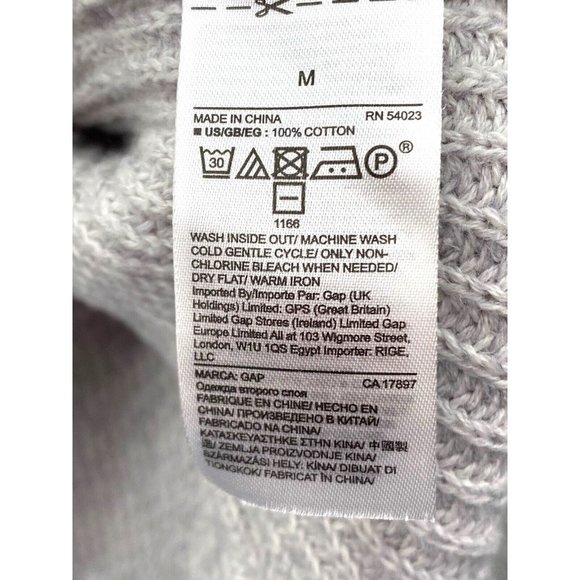 M
MADE IN CHINA RN 54023
■ US/GB/EG : 100% COTTON
30 P ®
1166
WASH INSIDE OUT/ MACHINE WASH
COLD GENTLE CYCLE/ ONLY NON-
CHLORINE BLEACH WHEN NEEDED/
DRY FLAT/ WARM IRON
Imported By/Importe Par: Gap (UK
Holdings) Limited: GPS (Great Britain)
Limited Gap Stores (Ireland) Limited Gap
Europe Limited all at 103 Wigmore Street,
London, W1U 1QS Egypt Importer: RIGE,
LLC
MARCA: GAP CA 17897
Одежда второго слоя
FABRIQUE EN CHINE/ HECHO EN
CHINA/ ПРОИЗВЕДЕНО В КИТАЙ/
FABRICADO NA CHINA/
ΚΑΤΑΣΚΕΥΑΣΤΗΚΕ ΣΤΗΝ ΚΙΝΑ/ 中國製
造/ ZEMLJA PROIZVODNJE KINA/
SZÁRMAZÁSI HELY: KÍNA/ DIBUAT DI
TIONGKOK/ FABRICAT ÎN CHINA/